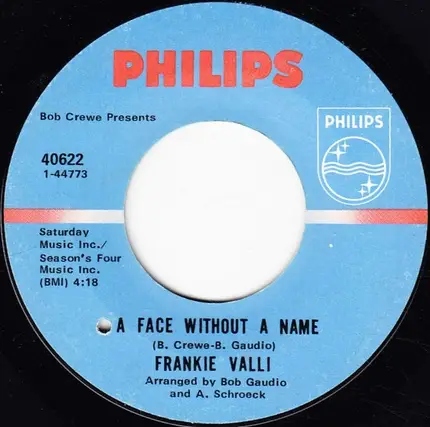 PHILIPS
Bob Crewe Presents
PHILIPS
40622
1-44773
Saturday
Music Inc./
Season's Four
Music Inc.
(BMI) 4:18
A FACE WITHOUT A NAME
(B. Crewe-B. Gaudio)
FRANKIE VALLI
Arranged by Bob Gaudio
and A. Schroeck